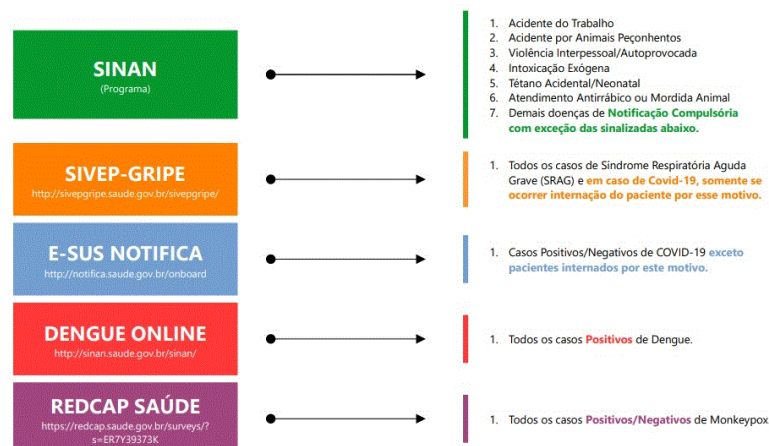 SINAN
(Programa)
1. Acidente do Trabalho
2. Acidente por Animais Peçonhentos
3. Violência Interpessoal/Autoprovocada
4. Intoxicação Exógena
5. Tétano Acidental/Neonatal
6. Atendimento Antirrábico ou Mordida Animal
7. Demais doenças de Notificação Compulsória
com exceção das sinalizadas abaixo.
SIVEP-GRIPE
http://sivepgripe.saude.gov.br/sivepgripe/
1. Todos os casos de Síndrome Respiratória Aguda
Grave (SRAG) e em caso de Covid-19, somente se
ocorrer internação do paciente por esse motivo.
E-SUS NOTIFICA
http://notifica.saude.gov.br/onboard
1. Casos Positivos/Negativos de COVID-19 exceto
pacientes internados por este motivo.
DENGUE ONLINE
http://sinan.saude.gov.br/sinan/
1. Todos os casos Positivos de Dengue.
REDCAP SAÚDE
https://redcap.saude.gov.br/surveys/?
s=ER7Y39373K
1. Todos os casos Positivos/Negativos de Monkeypox